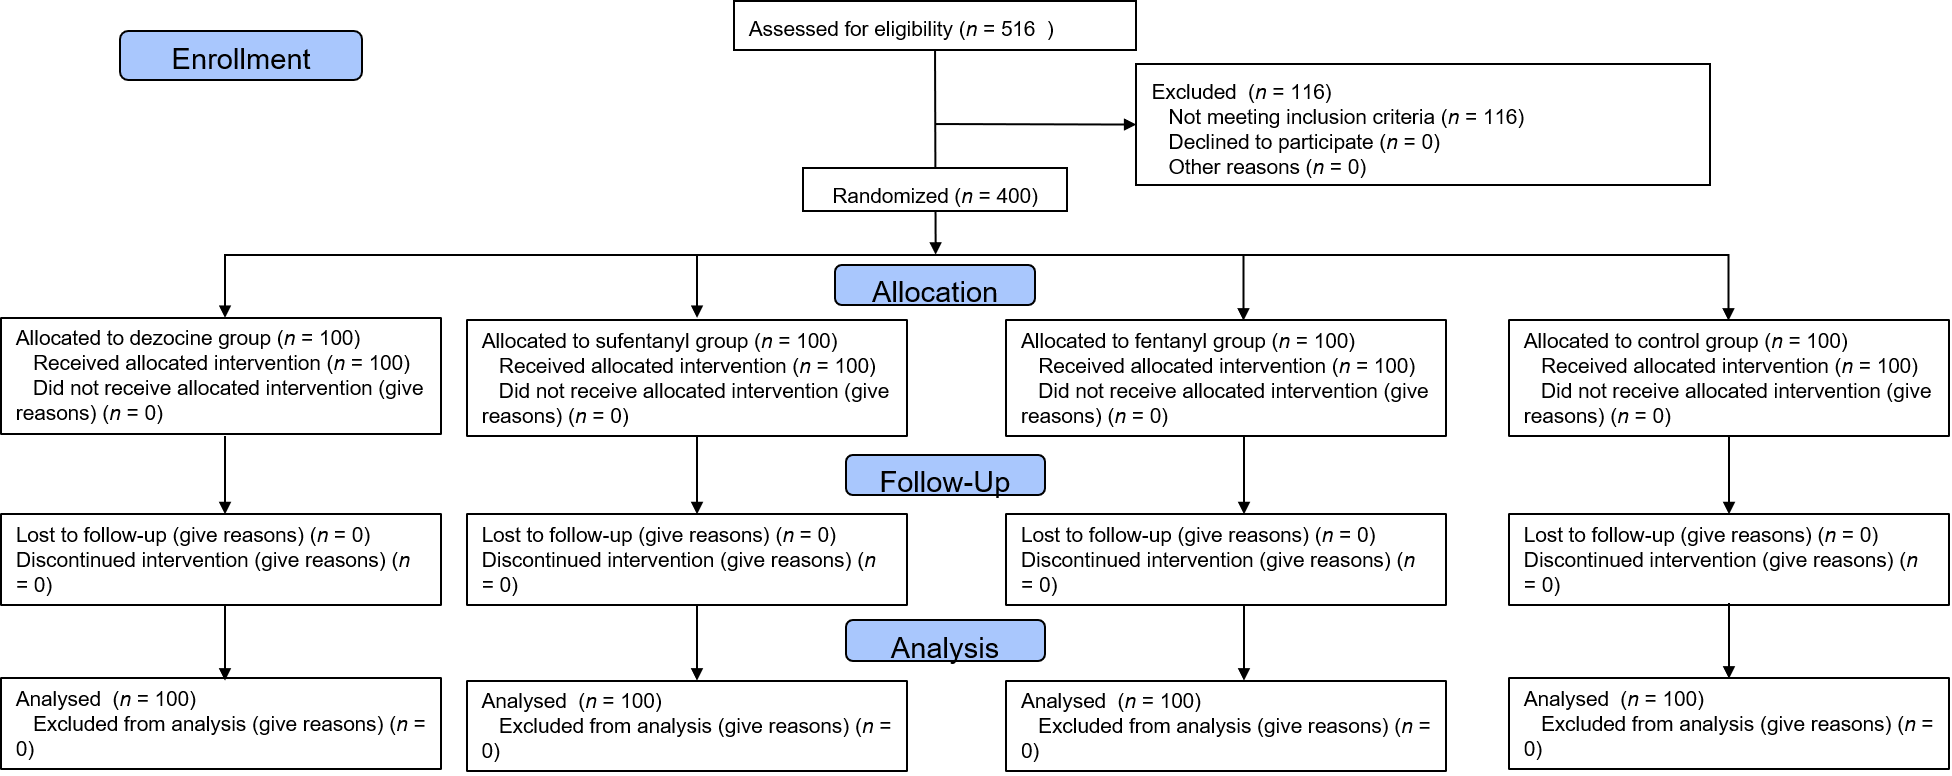 Assessed for eligibility (n = 516  )
Enrollment
Excluded  (n = 116)
Not meeting inclusion criteria (n = 116)
Declined to participate (n = 0)
Other reasons (n = 0)
Randomized (n = 400)
Allocation
Allocated to dezocine group (n = 100)
Received allocated intervention (n = 100)
Did not receive allocated intervention (give
reasons) (n = 0)
Allocated to sufentanyl group (n = 100)
Received allocated intervention (n = 100)
Did not receive allocated intervention (give
reasons) (n = 0)
Allocated to fentanyl group (n = 100)
Received allocated intervention (n = 100)
Did not receive allocated intervention (give
reasons) (n = 0)
Allocated to control group (n = 100)
Received allocated intervention (n = 100)
Did not receive allocated intervention (give
reasons) (n = 0)
Follow-Up
Lost to follow-up (give reasons) (n = 0)
Discontinued intervention (give reasons) (n
= 0)
Lost to follow-up (give reasons) (n = 0)
Discontinued intervention (give reasons) (n
= 0)
Lost to follow-up (give reasons) (n = 0)
Discontinued intervention (give reasons) (n
= 0)
Lost to follow-up (give reasons) (n = 0)
Discontinued intervention (give reasons) (n
= 0)
Analysis
Analysed  (n = 100)
Excluded from analysis (give reasons) (n =
0)
Analysed  (n = 100)
Excluded from analysis (give reasons) (n =
0)
Analysed  (n = 100)
Excluded from analysis (give reasons) (n =
0)
Analysed  (n = 100)
Excluded from analysis (give reasons) (n =
0)